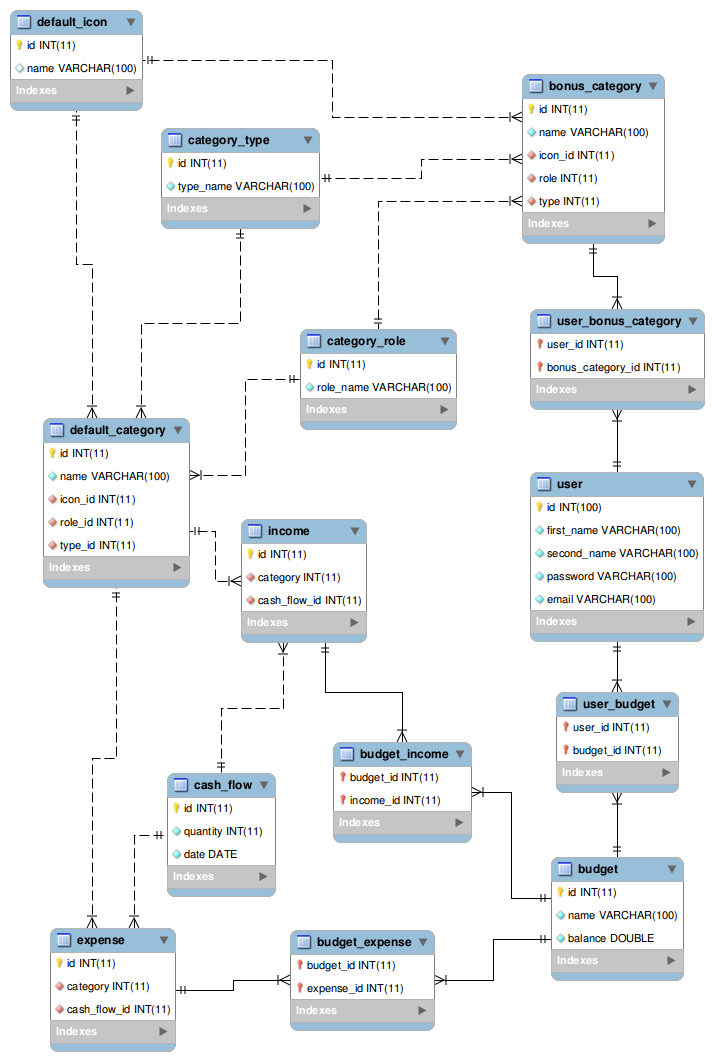 default_icon
id INT(11)
name VARCHAR(100)
Indexes
bonus_category
id INT(11)
name VARCHAR(100)
icon_id INT(11)
role INT(11)
type INT(11)
Indexes
category_type
id INT(11)
type_name VARCHAR(100)
Indexes
user_bonus_category
user_id INT(11)
bonus_category_id INT(11)
Indexes
category_role
id INT(11)
role_name VARCHAR(100)
Indexes
default_category
id INT(11)
name VARCHAR(100)
icon_id INT(11)
role_id INT(11)
type_id INT(11)
Indexes
user
id INT(100)
first_name VARCHAR(100)
second_name VARCHAR(100)
password VARCHAR(100)
email VARCHAR(100)
Indexes
income
id INT(11)
category INT(11)
cash_flow_id INT(11)
Indexes
user_budget
user_id INT(11)
budget_id INT(11)
Indexes
budget_income
budget_id INT(11)
income_id INT(11)
Indexes
cash_flow
id INT(11)
quantity INT(11)
date DATE
Indexes
budget
id INT(11)
name VARCHAR(100)
balance DOUBLE
Indexes
expense
id INT(11)
category INT(11)
cash_flow_id INT(11)
Indexes
budget_expense
budget_id INT(11)
expense_id INT(11)
Indexes